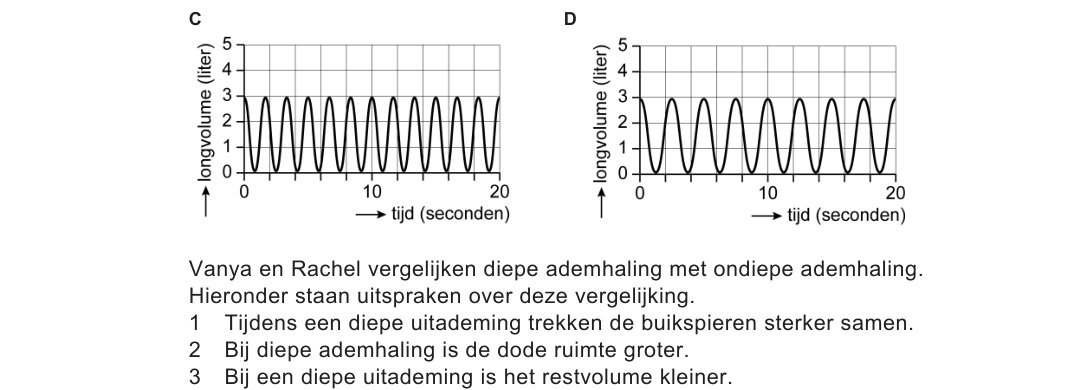 C
D
longvolume (liter)
5
4
3
2
1
0
0
10
20
tijd (seconden)
longvolume (liter)
5
4
3
2
1
0
0
10
20
tijd (seconden)
Vanya en Rachel vergelijken diepe ademhaling met ondiepe ademhaling.
Hieronder staan uitspraken over deze vergelijking.
1 Tijdens een diepe uitademing trekken de buikspieren sterker samen.
2 Bij diepe ademhaling is de dode ruimte groter.
3 Bij een diepe uitademing is het restvolume kleiner.